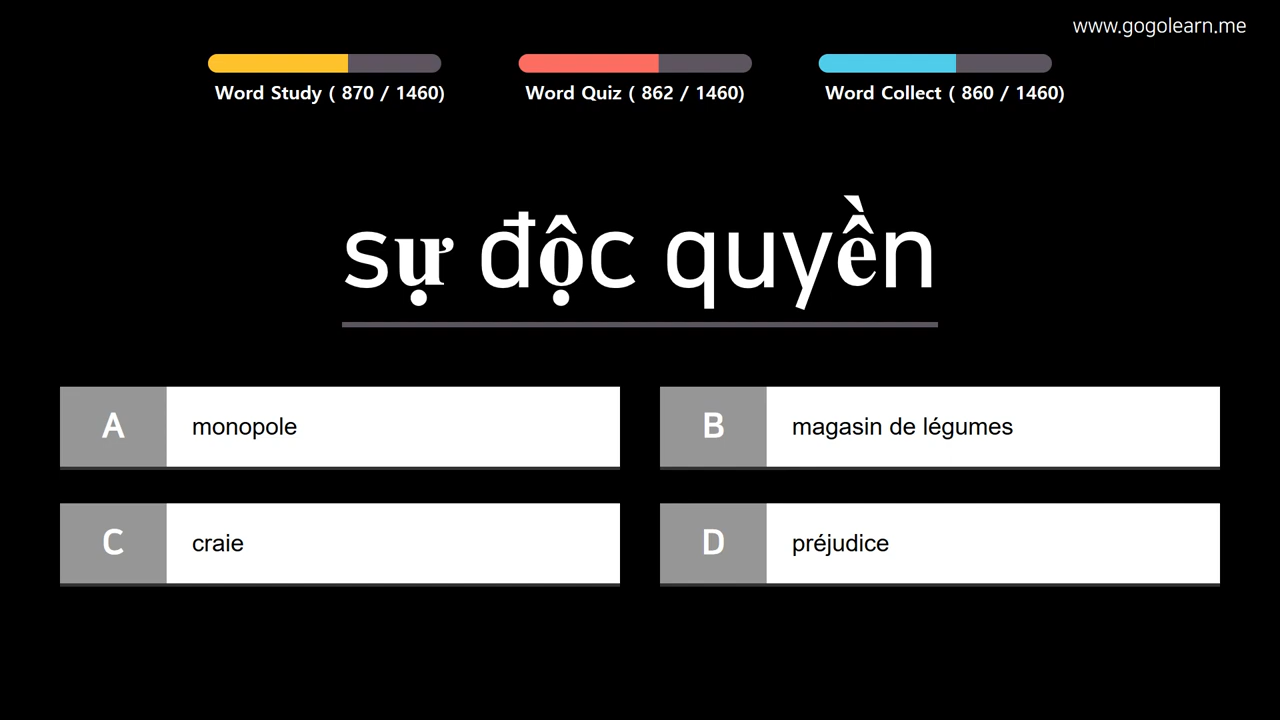 www.gogolearn.me
Word Study ( 870 / 1460)
Word Quiz ( 862 / 1460)
Word Collect ( 860 / 1460)
sự độc quyền
A monopole
B magasin de légumes
C craie
D préjudice